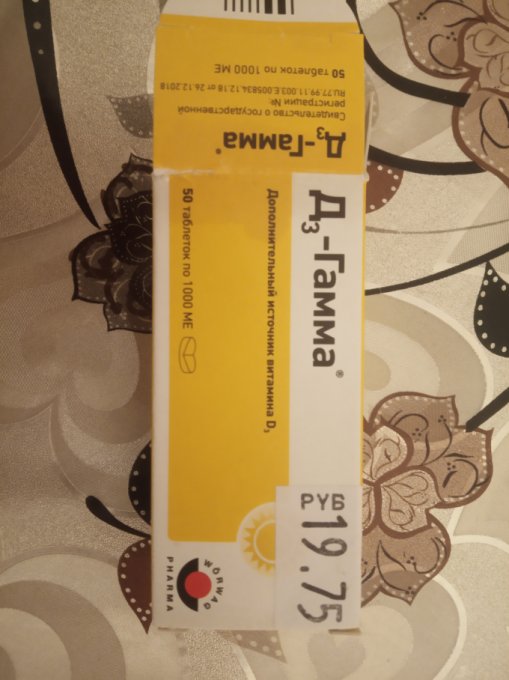 50 таблеток по 1000 МЕ
Свидетельство о государственной
регистрации №:
RU.77.99.11.003.E.005834.12.18 от 26.12.2018
Д₃-Гамма®
Д₃-Гамма®
Дополнительный источник витамина D₃
50 таблеток по 1000 МЕ
РУБ
19.75
WÖRWAG
PHARMA